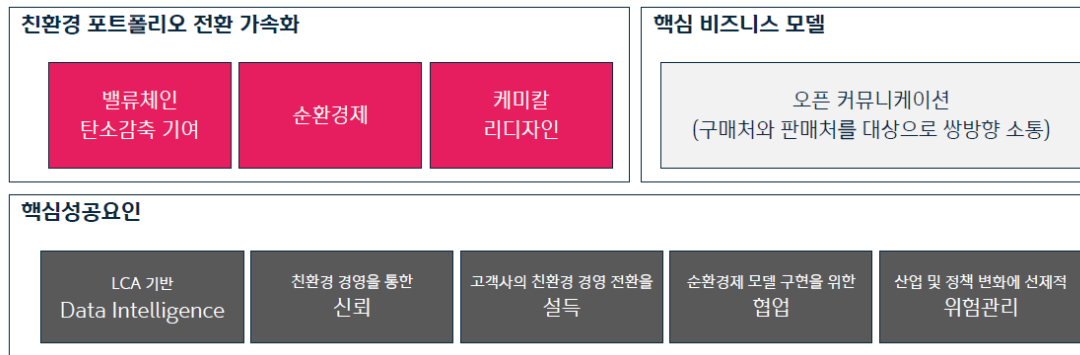 친환경 포트폴리오 전환 가속화
밸류체인
탄소감축 기여
순환경제
케미칼
리디자인
핵심 비즈니스 모델
오픈 커뮤니케이션
(구매처와 판매처를 대상으로 쌍방향 소통)
핵심성공요인
LCA 기반
Data Intelligence
친환경 경영을 통한
신뢰
고객사의 친환경 경영 전환을
설득
순환경제 모델 구현을 위한
협업
산업 및 정책 변화에 선제적
위험관리